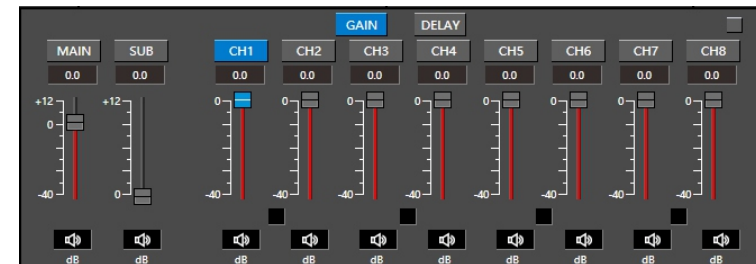 GAIN DELAY
MAIN SUB CH1 CH2 CH3 CH4 CH5 CH6 CH7 CH8
0.0 0.0 0.0 0.0 0.0 0.0 0.0 0.0 0.0 0.0
+12 +12 0 0 0 0 0 0 0 0
0
-40 0 -40 -40 -40 -40 -40 -40 -40 -40
dB dB dB dB dB dB dB dB dB dB